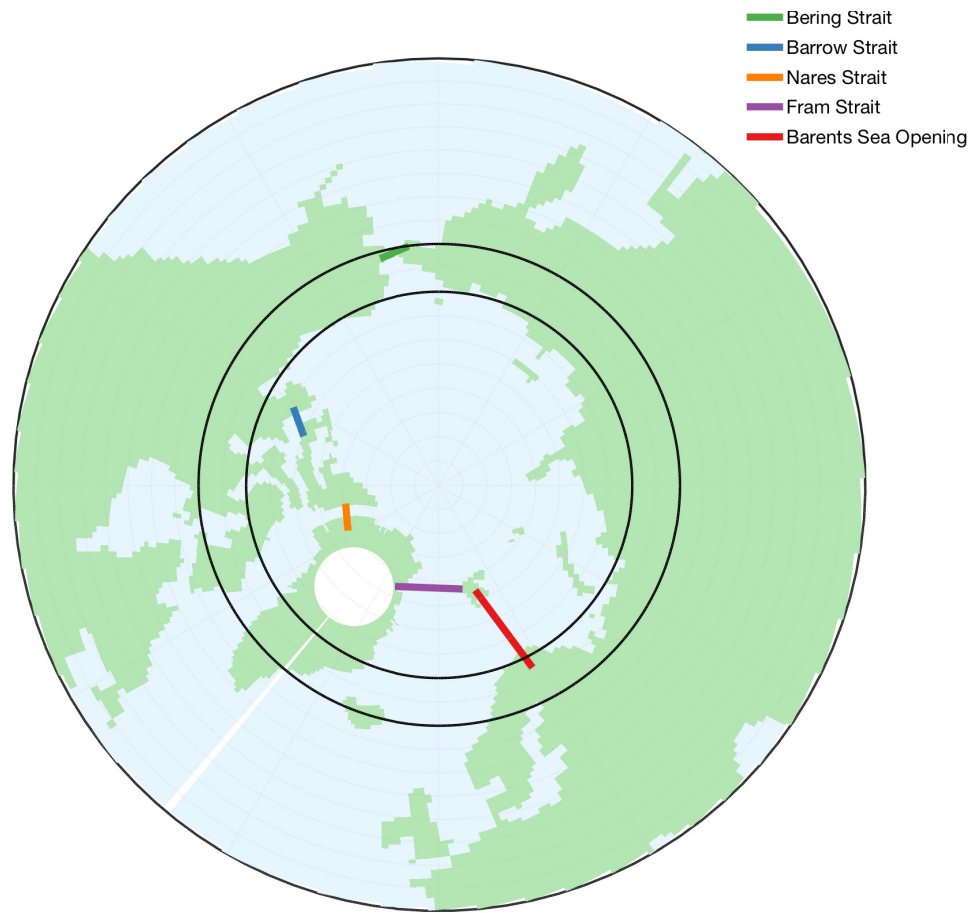 Bering Strait
Barrow Strait
Nares Strait
Fram Strait
Barents Sea Opening